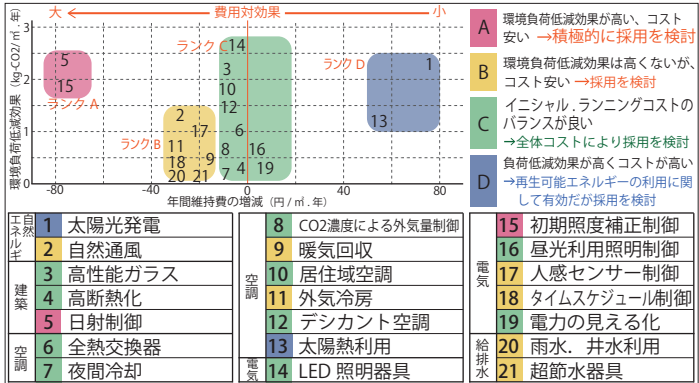 大 ← 費用対効果 小
環境負荷低減効果 (kg-CO2/㎡.年)
3
2
1
0
-80 -40 0 40 80
年間維持費の増減（円/㎡.年）
ランク A
5
15
ランク B
2
17
11
9
18
20 21
ランク C
14
3
10
12
6
8 16
4 19
7
ランク D
1
13
A 環境負荷低減効果が高い、コスト
安い →積極的に採用を検討
B 環境負荷低減効果は高くないが、
コスト安い →採用を検討
C イニシャル.ランニングコストの
バランスが良い
→全体コストにより採用を検討
D 負荷低減効果が高くコストが高い
→再生可能エネルギーの利用に関
して有効だが採用を検討
自然エネルギ
1 太陽光発電
2 自然通風
建築
3 高性能ガラス
4 高断熱化
5 日射制御
空調
6 全熱交換器
7 夜間冷却
空調
8 CO2濃度による外気量制御
9 暖気回収
10 居住域空調
11 外気冷房
12 デシカント空調
13 太陽熱利用
電気
14 LED 照明器具
電気
15 初期照度補正制御
16 昼光利用照明制御
17 人感センサー制御
18 タイムスケジュール制御
19 電力の見える化
給排水
20 雨水．井水利用
21 超節水器具